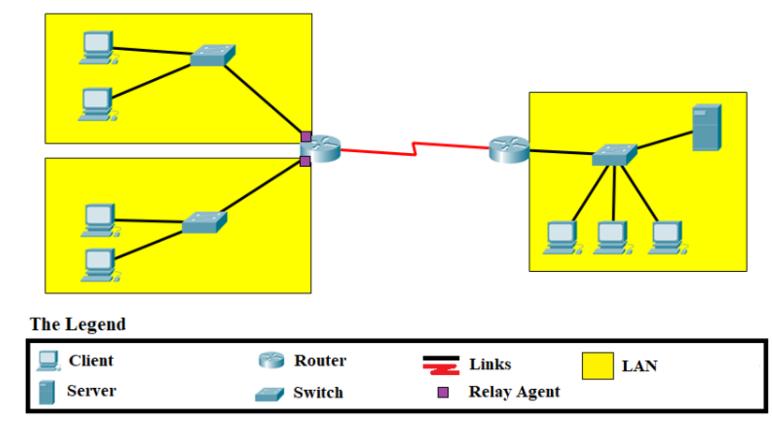 The Legend
Client Router Links LAN
Server Switch Relay Agent